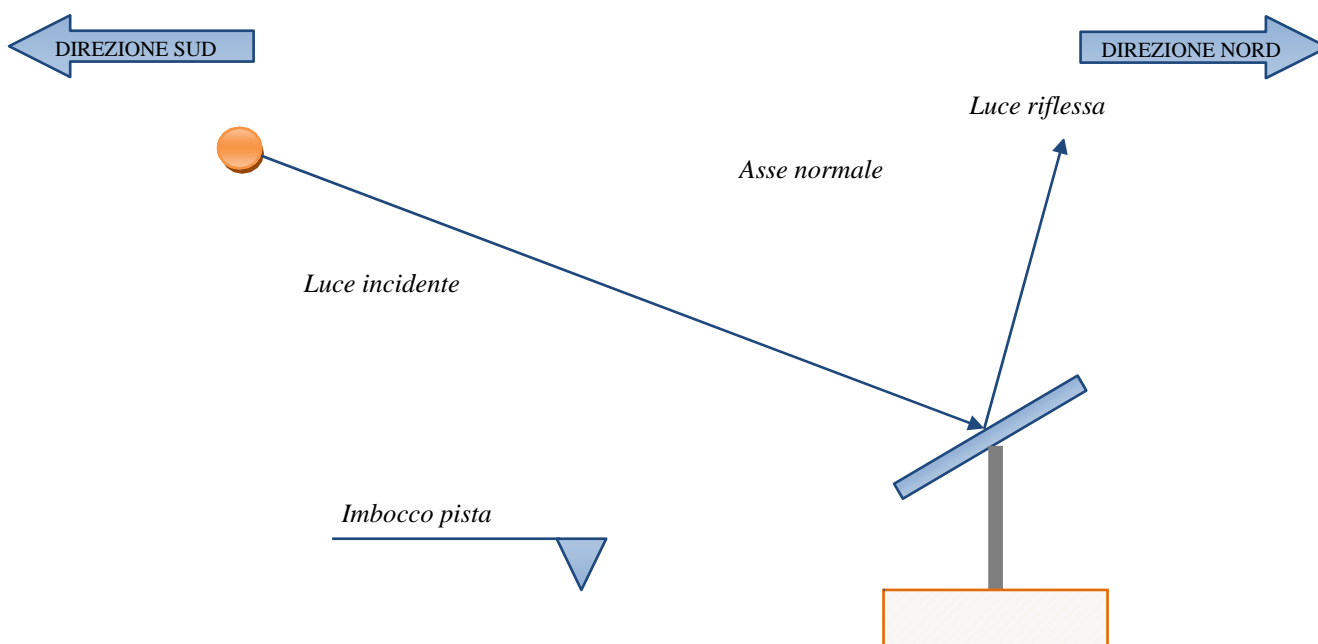 DIREZIONE SUD
DIREZIONE NORD
Luce riflessa
Asse normale
Luce incidente
Imbocco pista